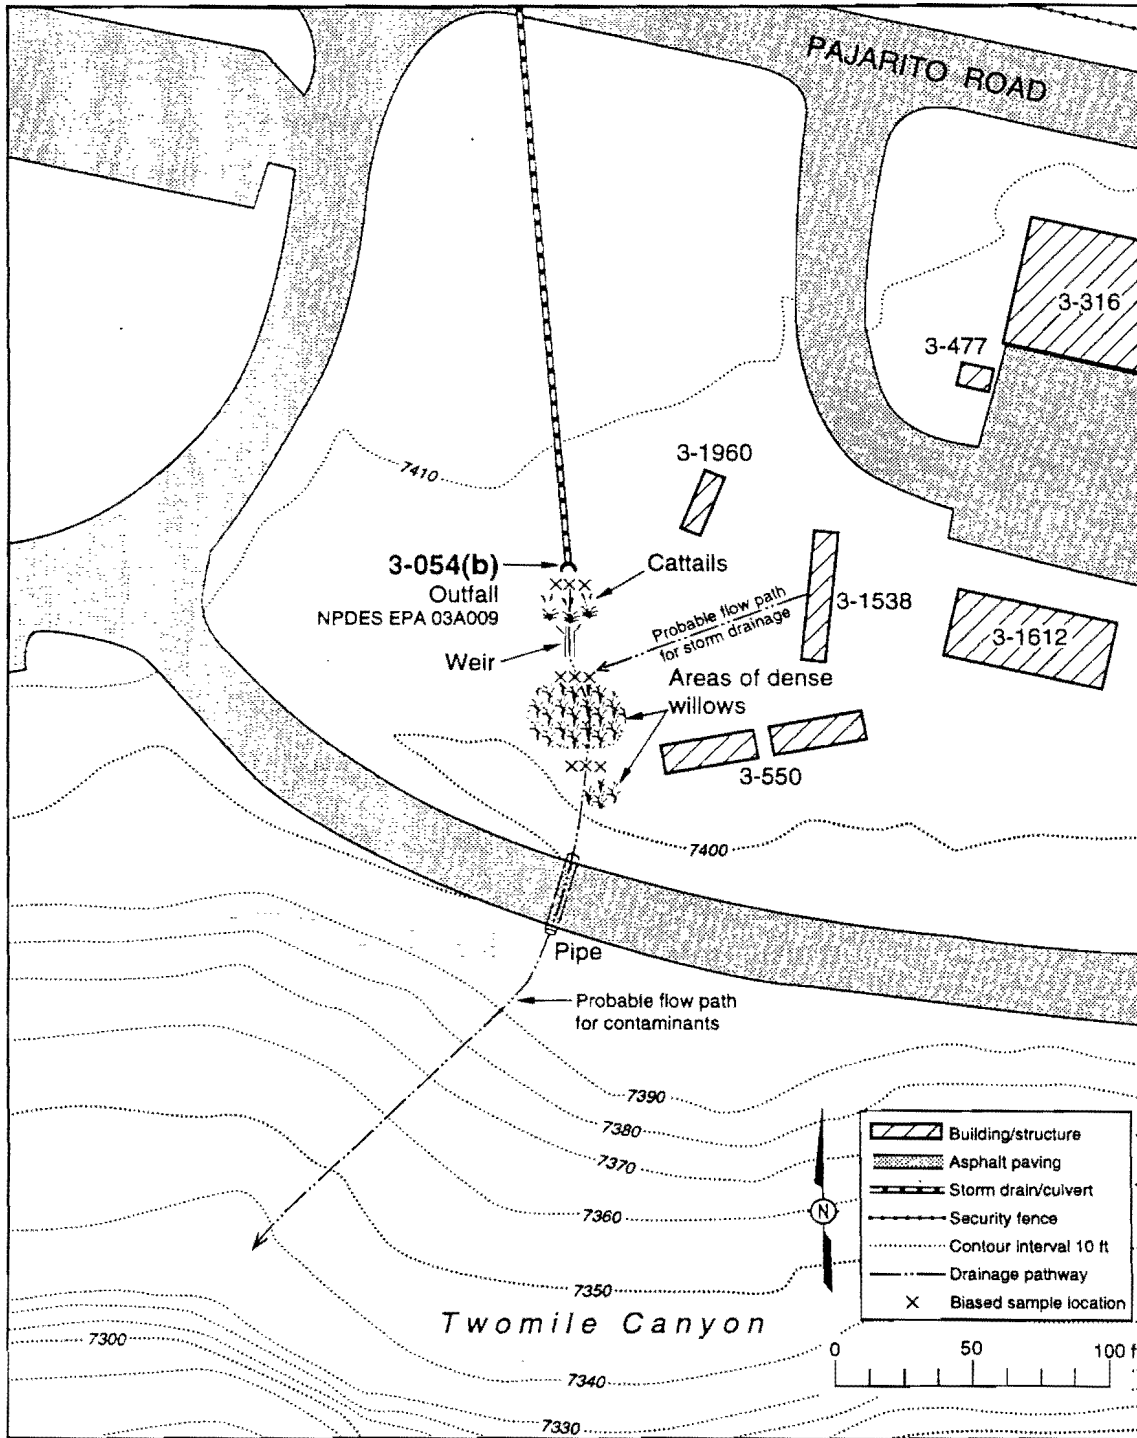 PAJARITO ROAD
3-316
3-477
7410
3-1960
3-054(b)
Outfall
NPDES EPA 03A009
Cattails
Probable flow path
for storm drainage
3-1538
3-1612
Weir
Areas of dense
willows
3-550
7400
Pipe
Probable flow path
for contaminants
7390
7380
7370
7360
7350
Twomile Canyon
7300
7340
7330
N
Building/structure
Asphalt paving
Storm drain/culvert
Security fence
Contour interval 10 ft
Drainage pathway
Biased sample location
0 50 100 f